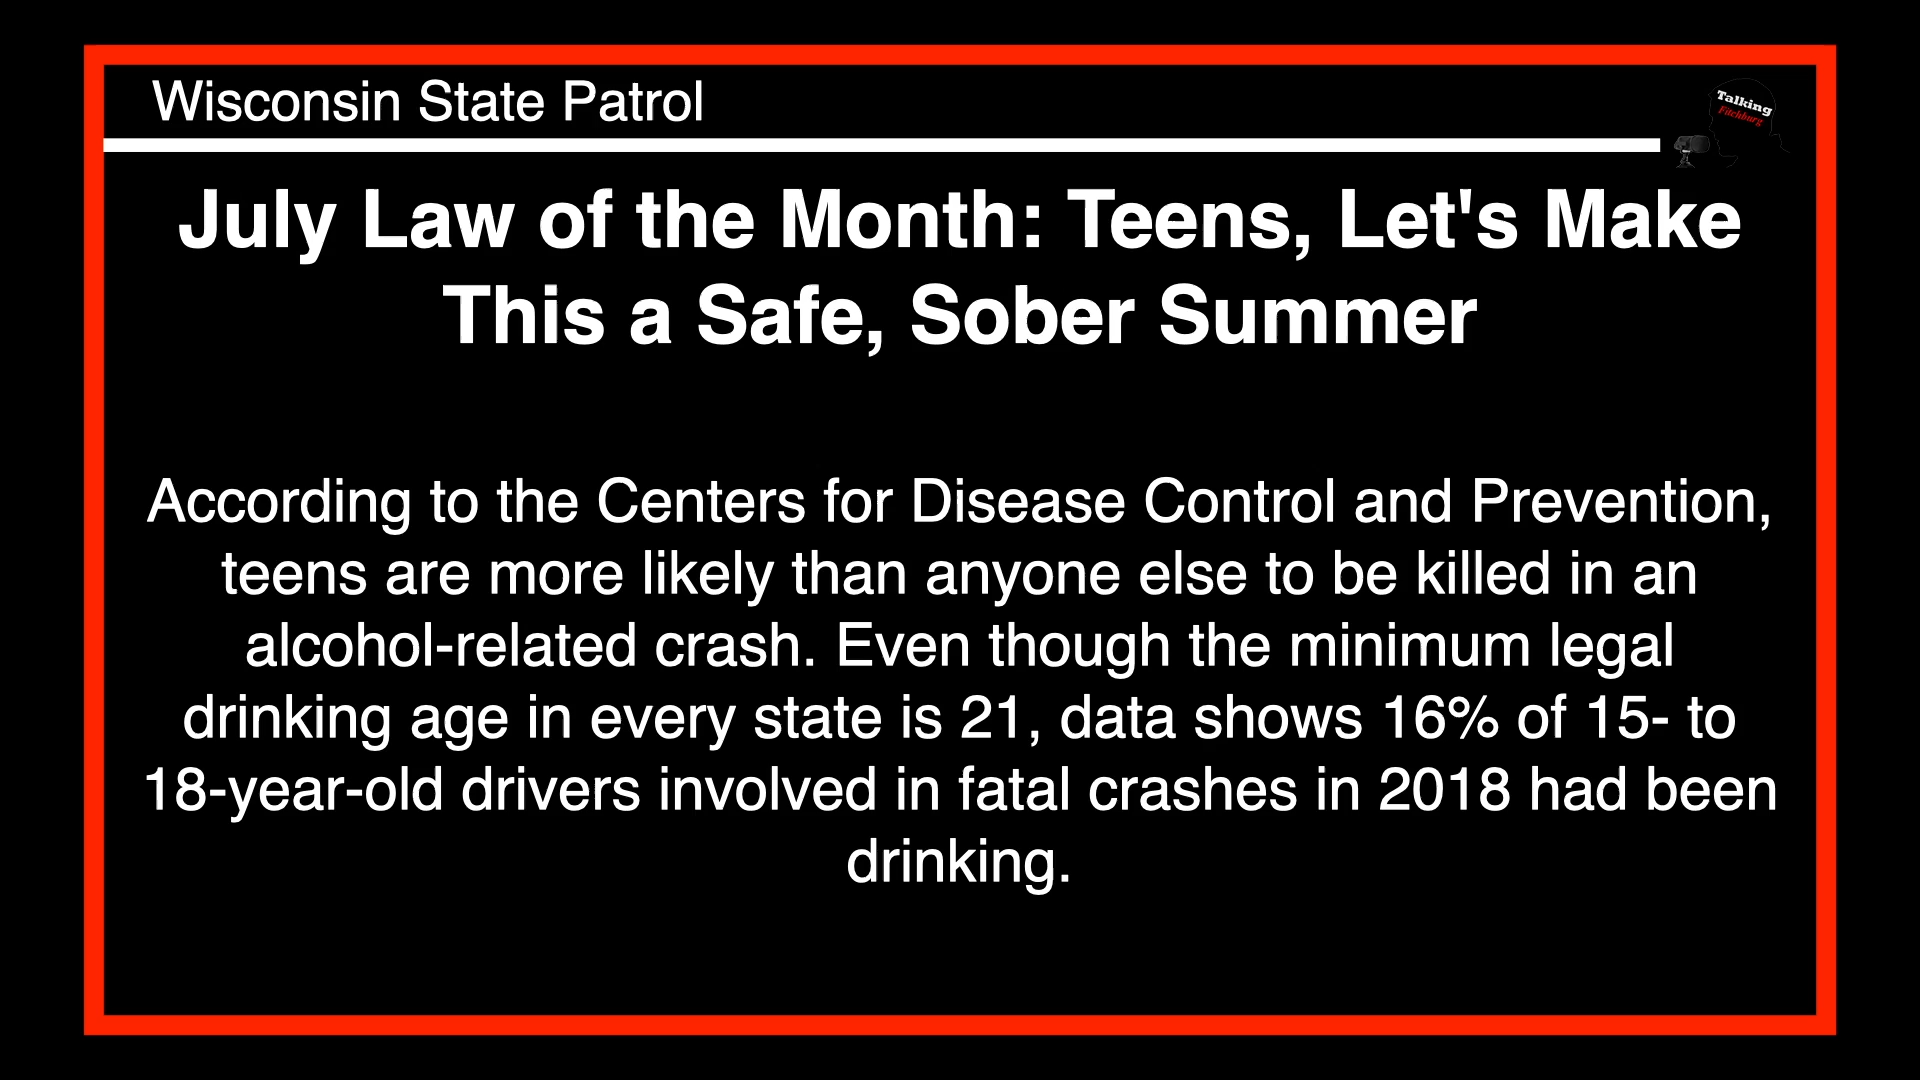 Wisconsin State Patrol
Talking
Fitchburg
July Law of the Month: Teens, Let's Make
This a Safe, Sober Summer
According to the Centers for Disease Control and Prevention,
teens are more likely than anyone else to be killed in an
alcohol-related crash. Even though the minimum legal
drinking age in every state is 21, data shows 16% of 15- to
18-year-old drivers involved in fatal crashes in 2018 had been
drinking.